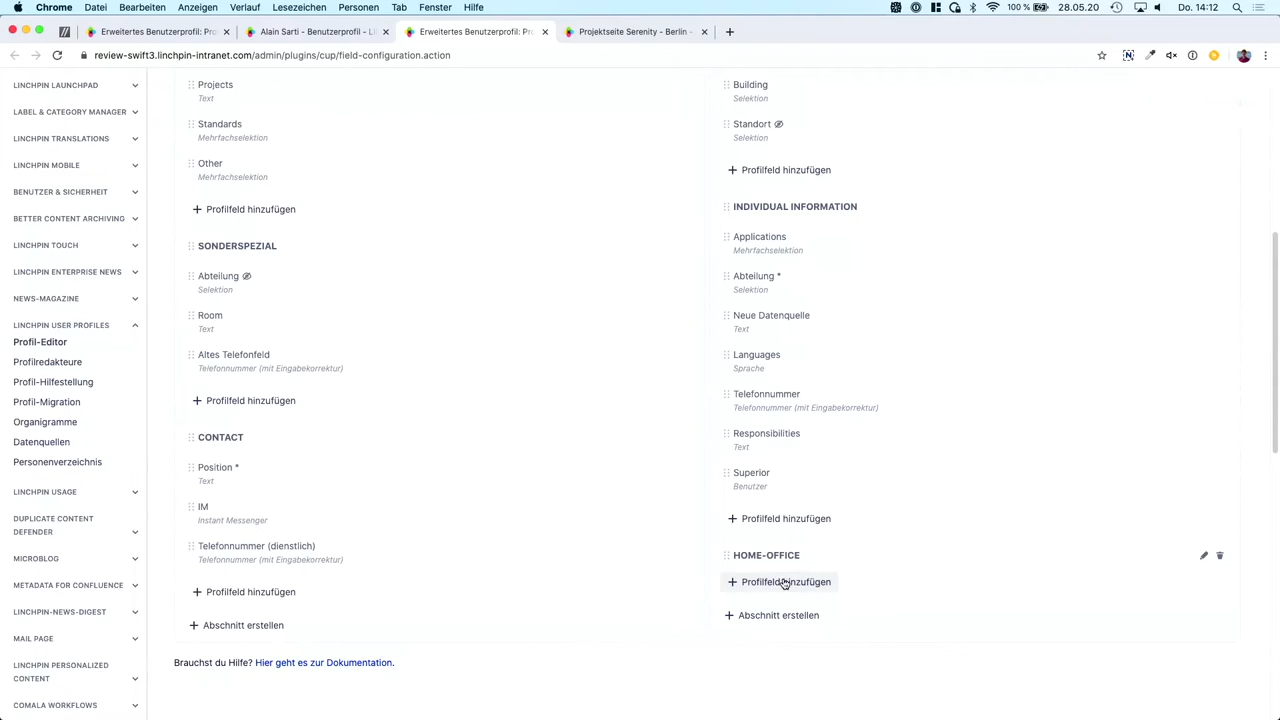 Chrome Datei Bearbeiten Anzeigen Verlauf Lesezeichen Personen Tab Fenster Hilfe 100 % 28.05.20 Do. 14:12
Erweitertes Benutzerprofil: Pro Alain Sarti - Benutzerprofil - Li Erweitertes Benutzerprofil: Pro Projektseite Serenity - Berlin -
review-swift3.linchpin-intranet.com/admin/plugins/cup/field-configuration.action
LINCHPIN LAUNCHPAD
LABEL & CATEGORY MANAGER
LINCHPIN TRANSLATIONS
LINCHPIN MOBILE
BENUTZER & SICHERHEIT
BETTER CONTENT ARCHIVING
LINCHPIN TOUCH
LINCHPIN ENTERPRISE NEWS
NEWS-MAGAZINE
LINCHPIN USER PROFILES
Profil-Editor
Profilredakteure
Profil-Hilfestellung
Profil-Migration
Organigramme
Datenquellen
Personenverzeichnis
LINCHPIN USAGE
DUPLICATE CONTENT
DEFENDER
MICROBLOG
METADATA FOR CONFLUENCE
LINCHPIN-NEWS-DIGEST
MAIL PAGE
LINCHPIN PERSONALIZED
CONTENT
COMALA WORKFLOWS
Projects
Text
Standards
Mehrfachselektion
Other
Mehrfachselektion
+ Profilfeld hinzufügen
SONDERSPEZIAL
Abteilung
Selektion
Room
Text
Altes Telefonfeld
Telefonnummer (mit Eingabekorrektur)
+ Profilfeld hinzufügen
CONTACT
Position *
Text
IM
Instant Messenger
Telefonnummer (dienstlich)
Telefonnummer (mit Eingabekorrektur)
+ Profilfeld hinzufügen
+ Abschnitt erstellen
Building
Selektion
Standort
Selektion
+ Profilfeld hinzufügen
INDIVIDUAL INFORMATION
Applications
Mehrfachselektion
Abteilung *
Selektion
Neue Datenquelle
Text
Languages
Sprache
Telefonnummer
Telefonnummer (mit Eingabekorrektur)
Responsibilities
Text
Superior
Benutzer
+ Profilfeld hinzufügen
HOME-OFFICE
+ Profilfeld hinzufügen
+ Abschnitt erstellen
Brauchst du Hilfe? Hier geht es zur Dokumentation.